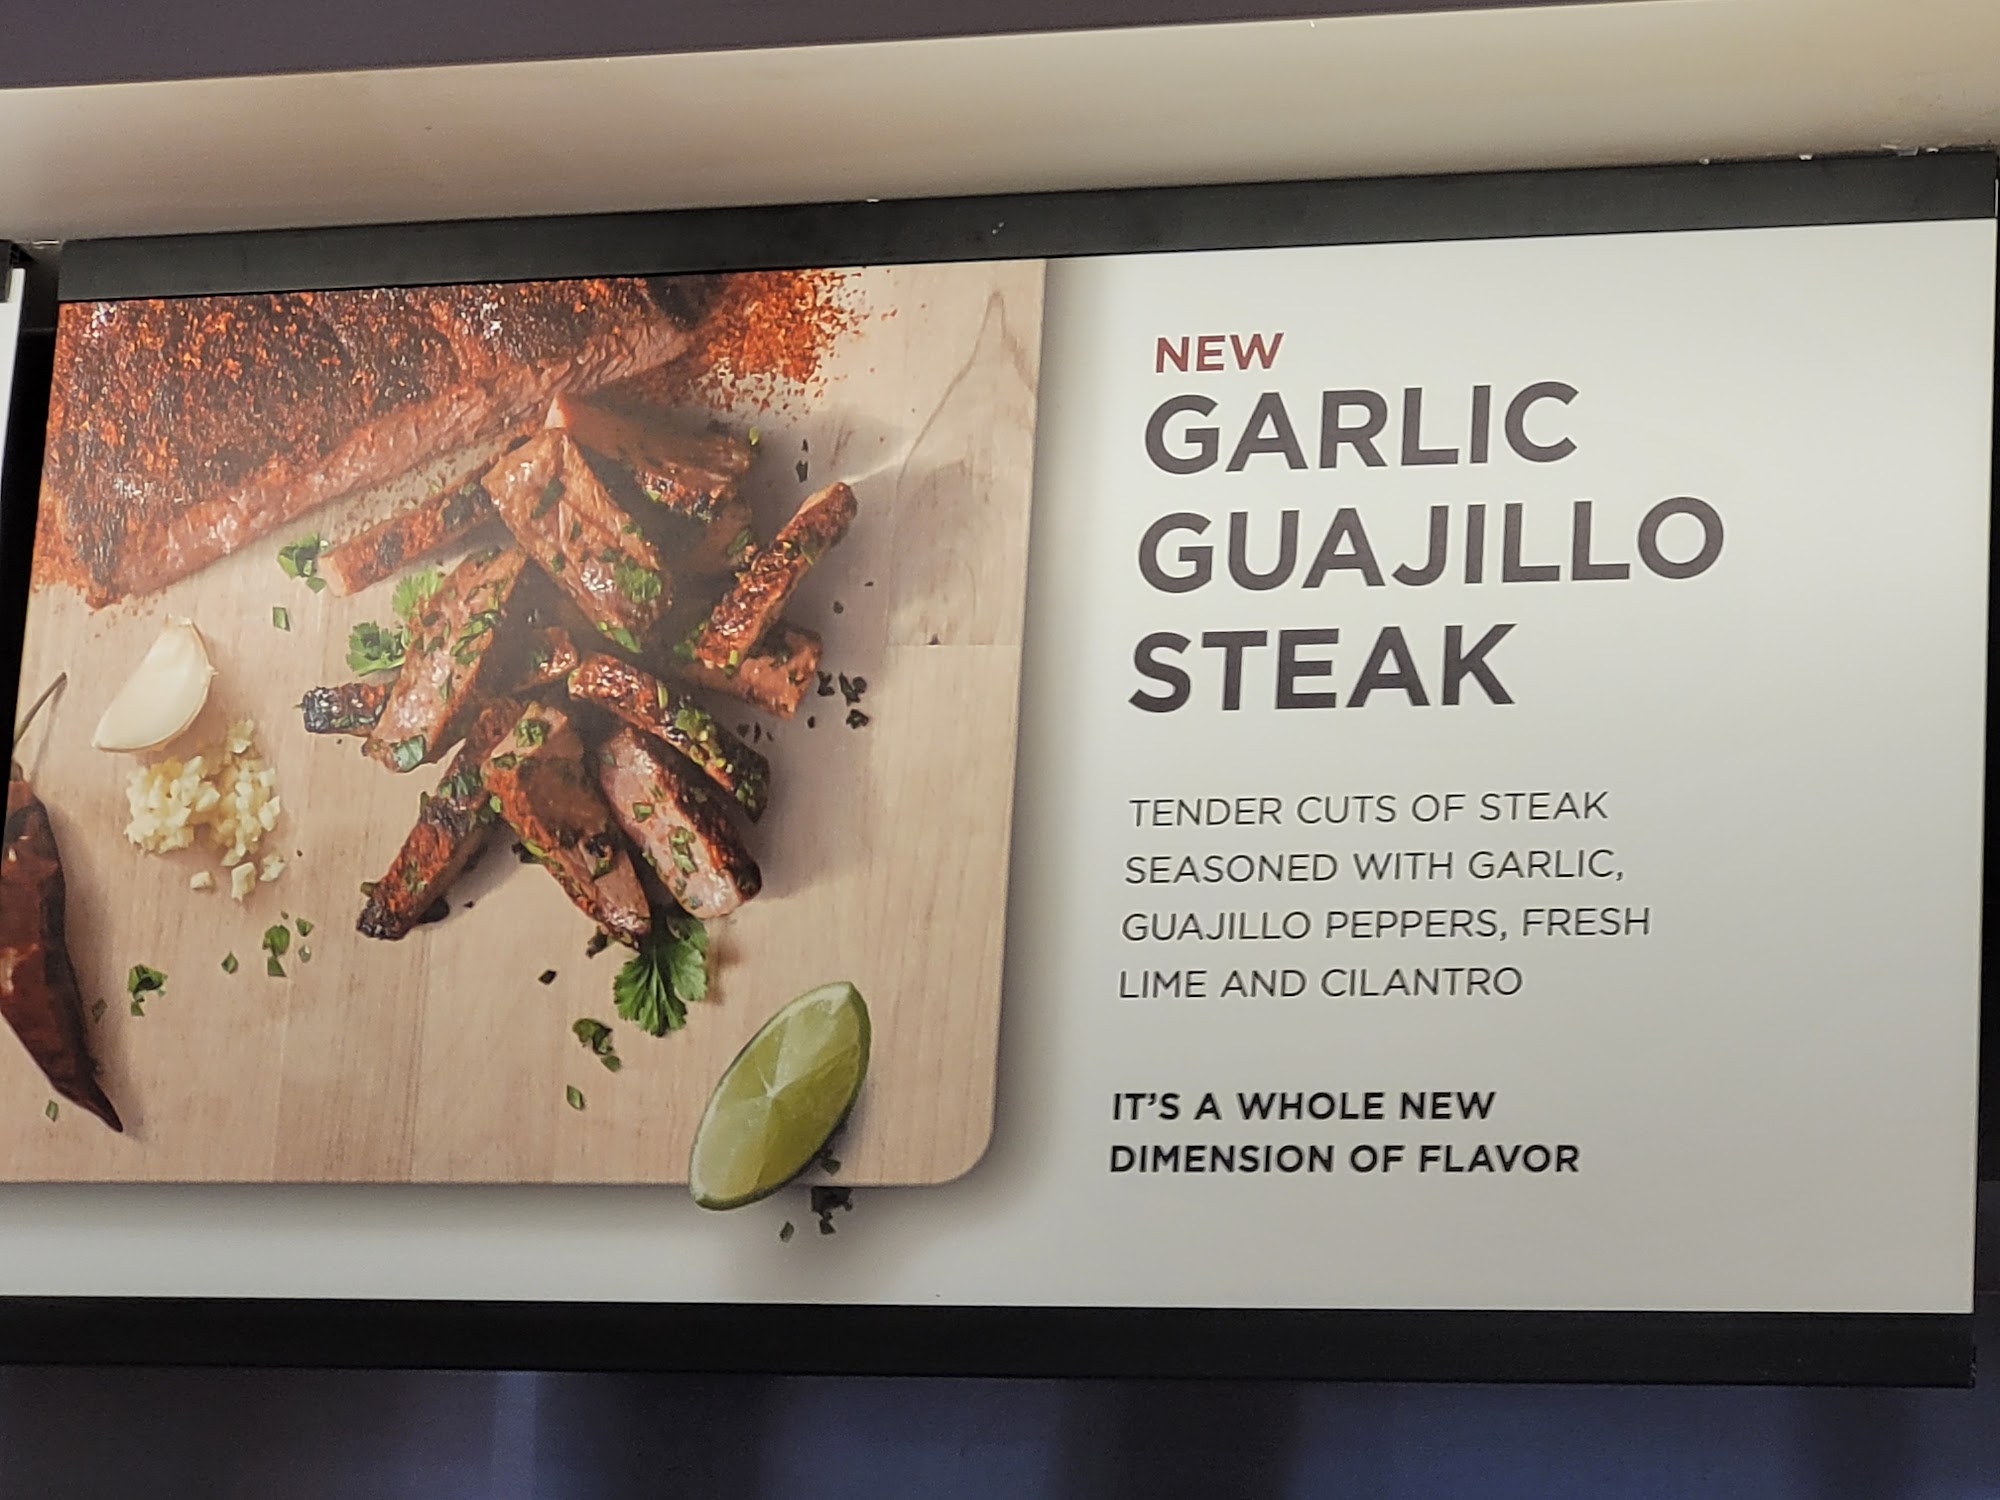 NEW
GARLIC
GUAJILLO
STEAK
TENDER CUTS OF STEAK
SEASONED WITH GARLIC,
GUAJILLO PEPPERS, FRESH
LIME AND CILANTRO
IT'S A WHOLE NEW
DIMENSION OF FLAVOR